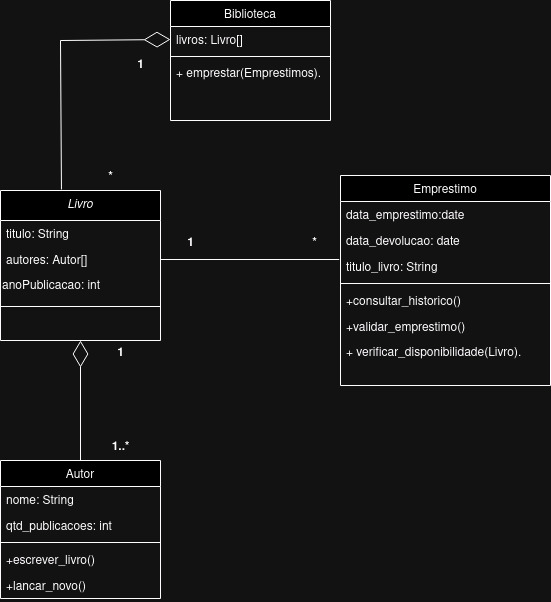 Biblioteca
livros: Livro[]
+ emprestar(Emprestimos).
1
*
Livro
titulo: String
autores: Autor[]
anoPublicacao: int
1
*
Emprestimo
data_emprestimo:date
data_devolucao: date
titulo_livro: String
+consultar_historico()
+validar_emprestimo()
+ verificar_disponibilidade(Livro).
1
1..*
Autor
nome: String
qtd_publicacoes: int
+escrever_livro()
+lancar_novo()